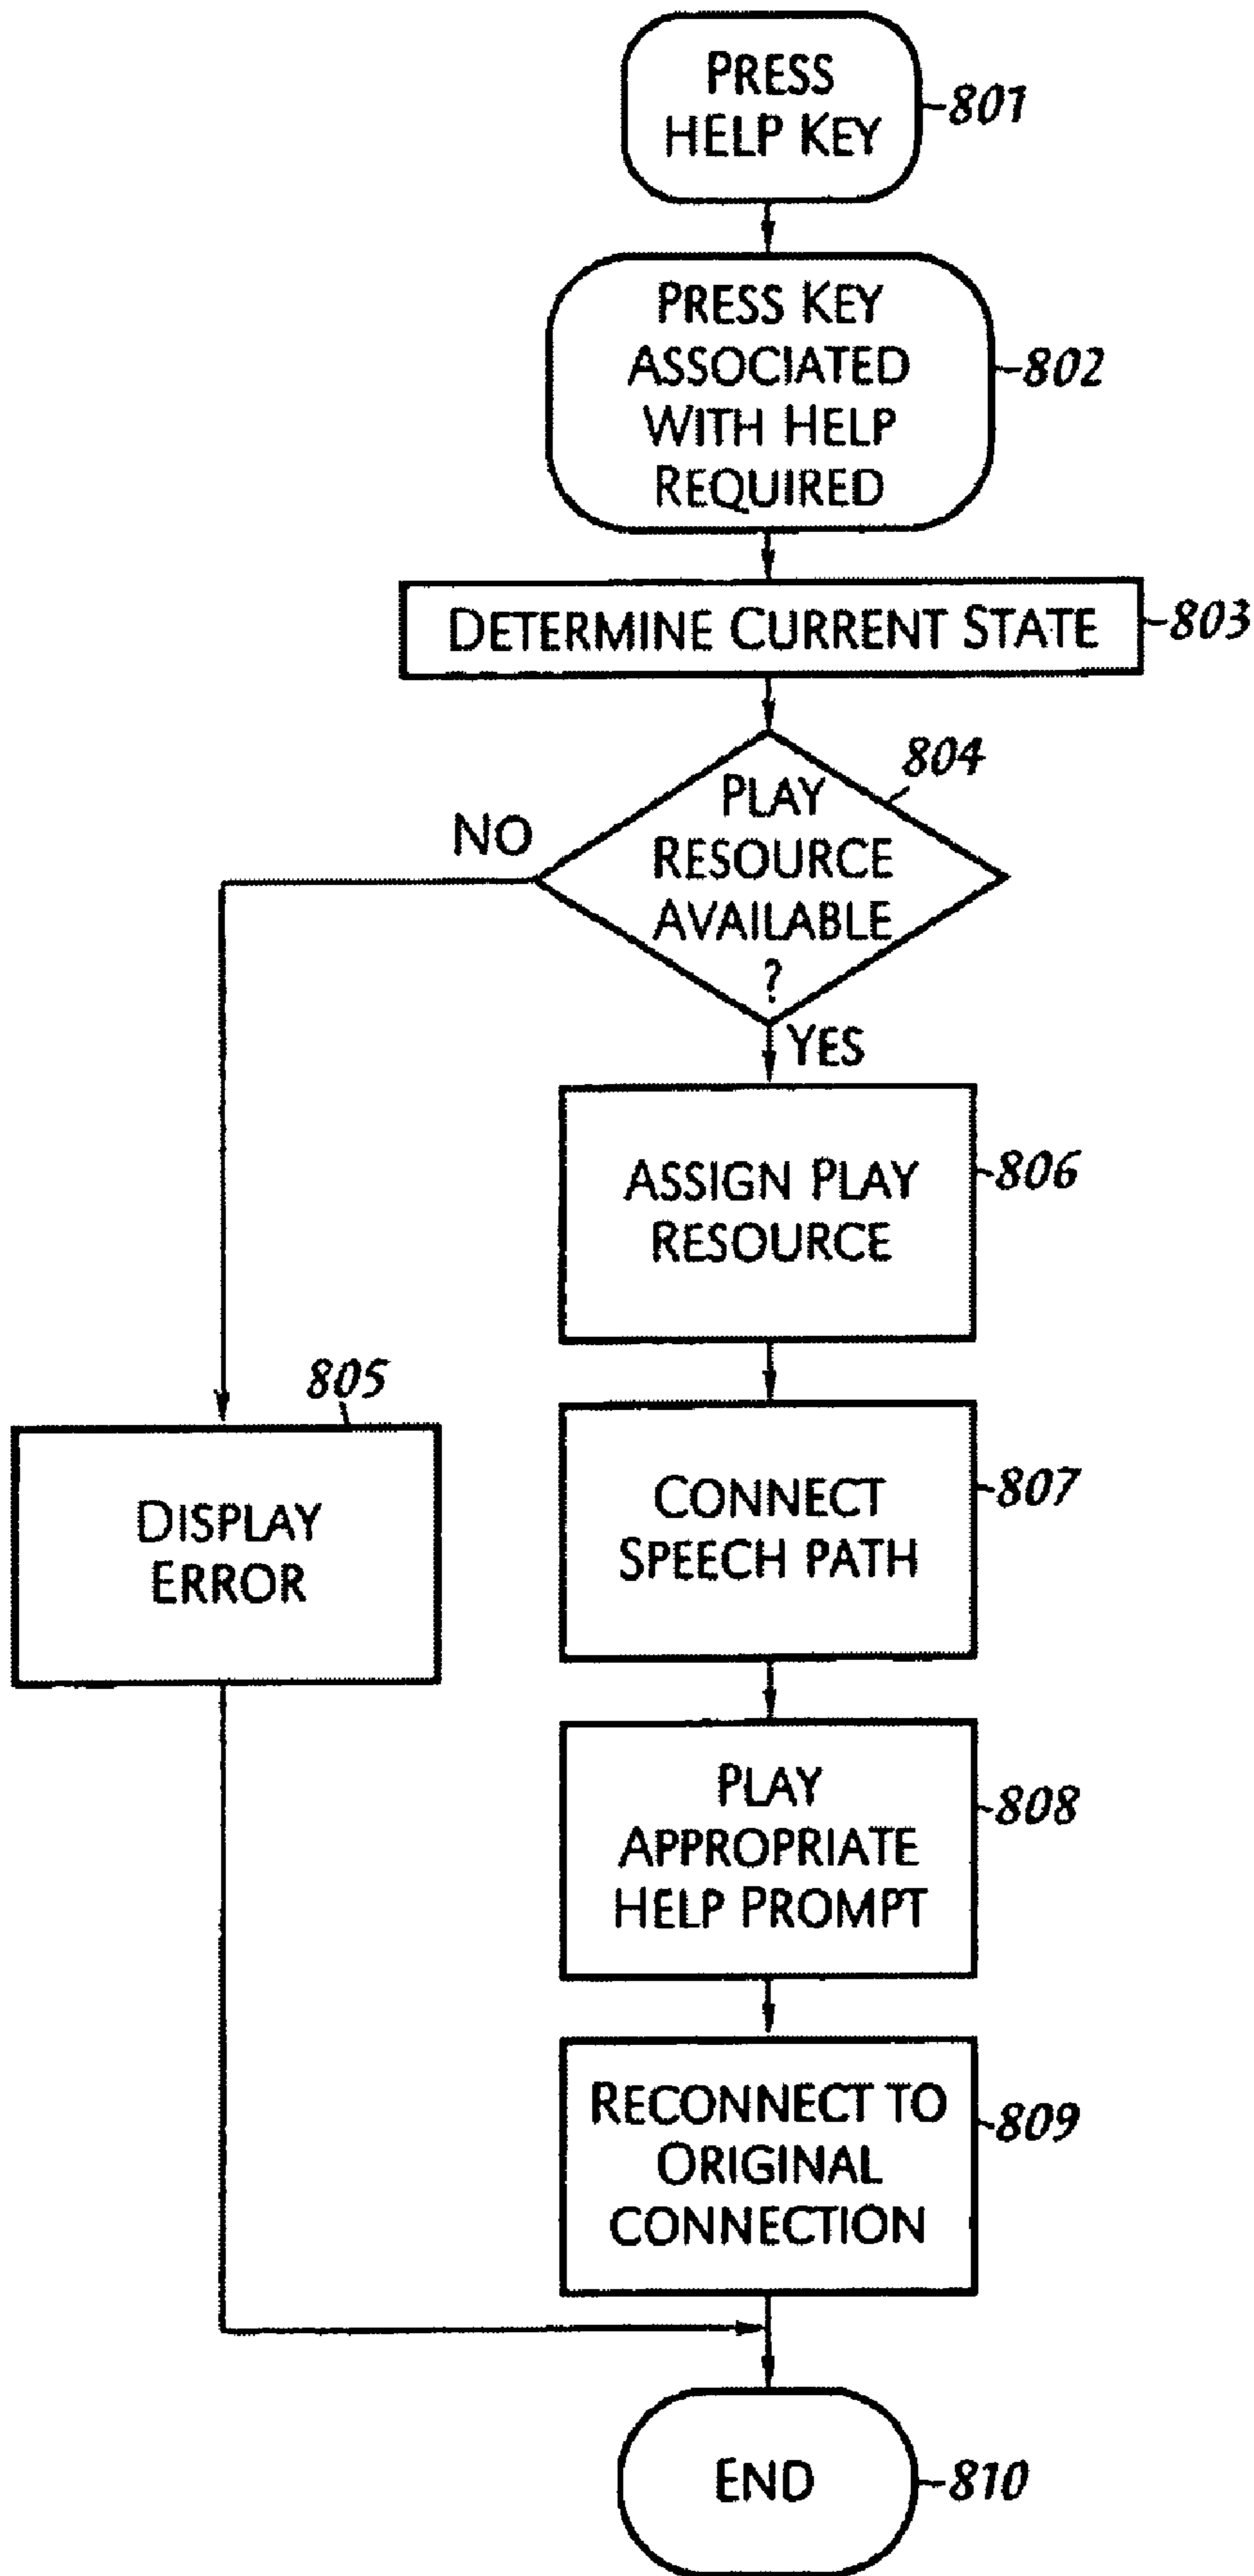 PRESS
HELP KEY
801
PRESS KEY
ASSOCIATED
WITH HELP
REQUIRED
802
DETERMINE CURRENT STATE
803
804
PLAY
RESOURCE
AVAILABLE
?
NO
YES
ASSIGN PLAY
RESOURCE
806
805
DISPLAY
ERROR
CONNECT
SPEECH PATH
807
PLAY
APPROPRIATE
HELP PROMPT
808
RECONNECT TO
ORIGINAL
CONNECTION
809
END
810